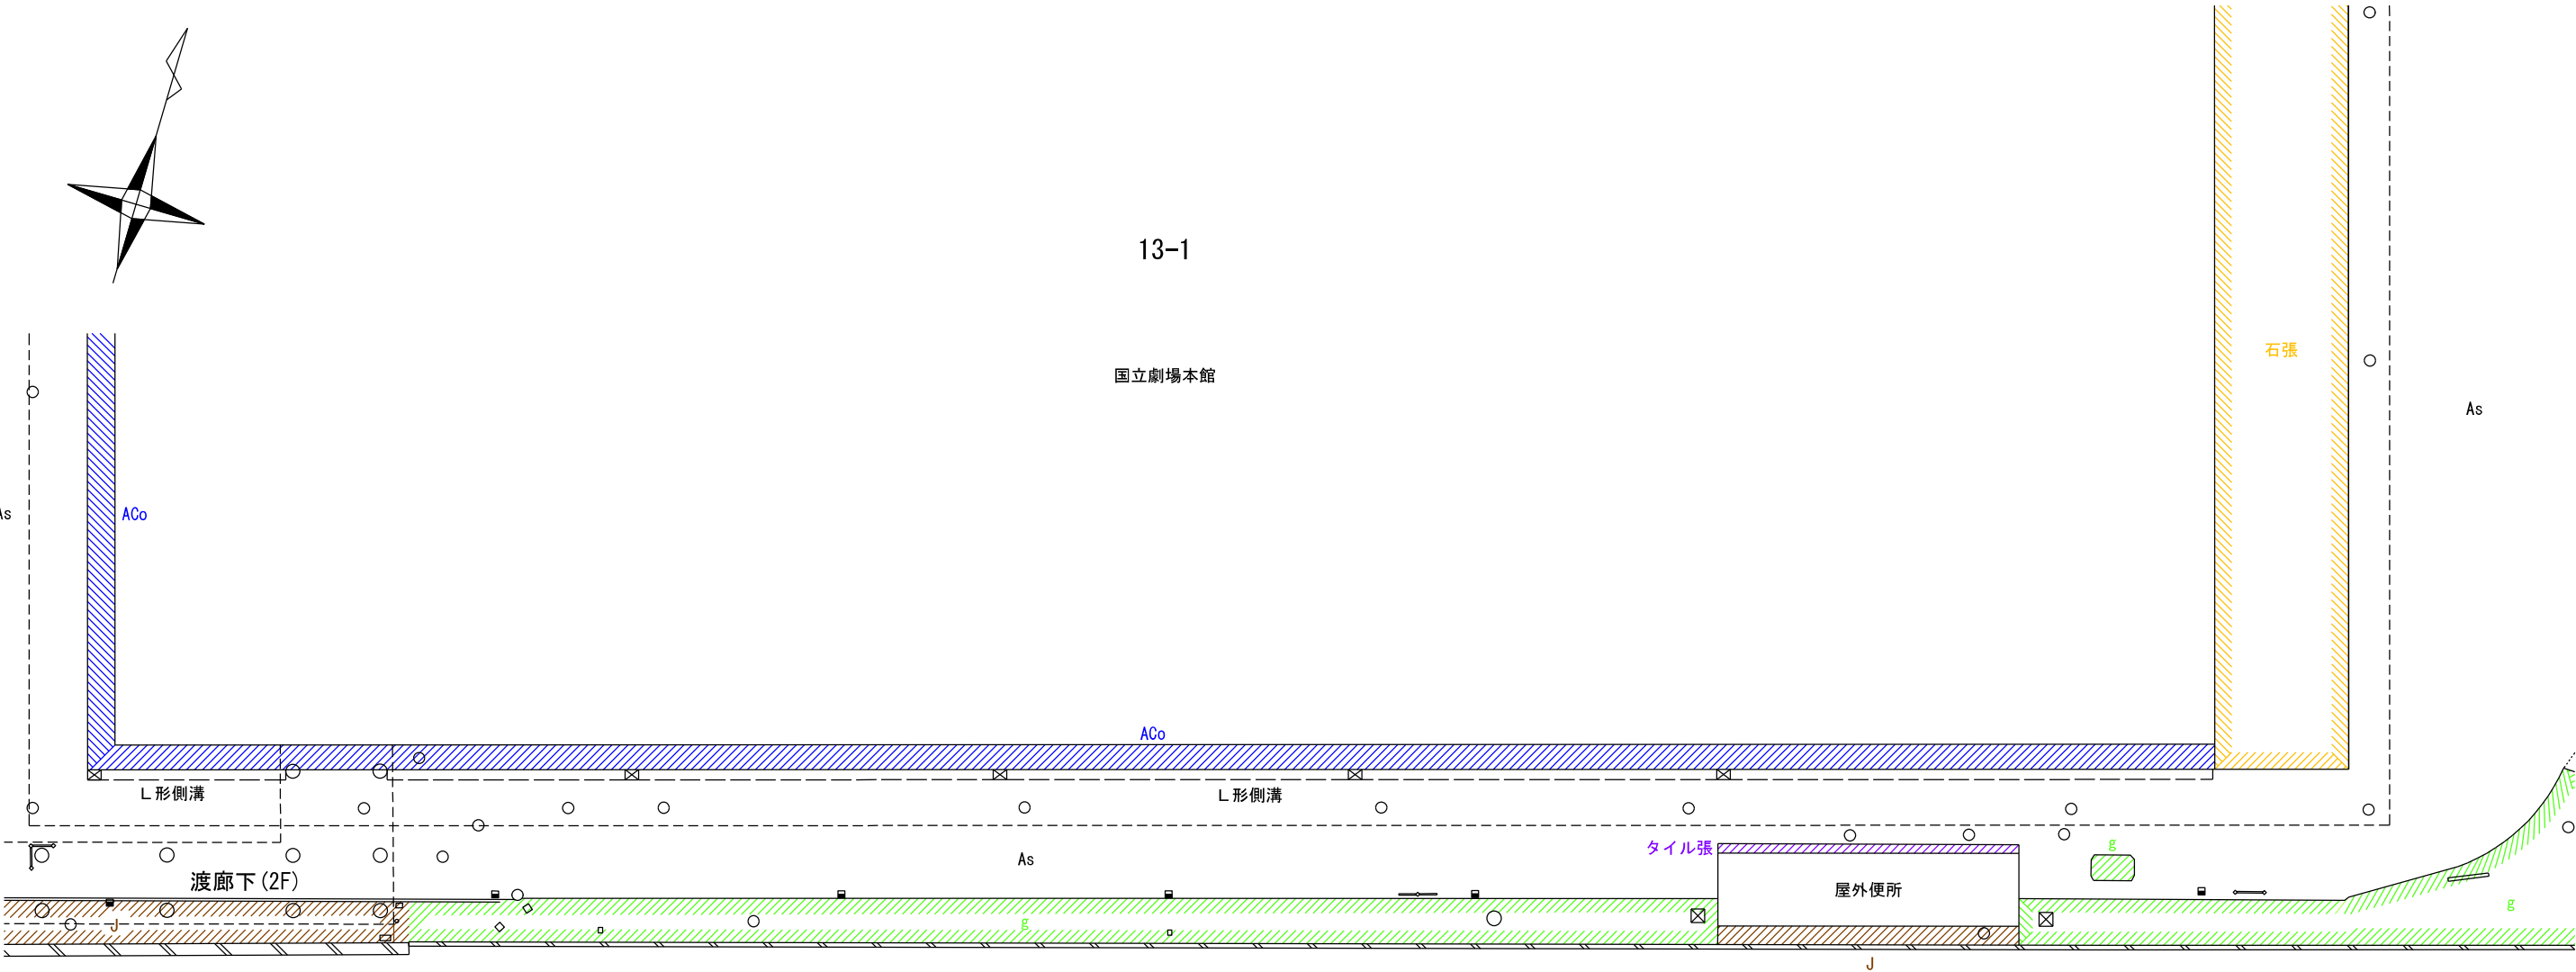 13-1
石張
国立劇場本館
As
As
ACo
ACo
L形側溝
L形側溝
タイル張
g
As
渡廊下(2F)
屋外便所
g
J
g
J